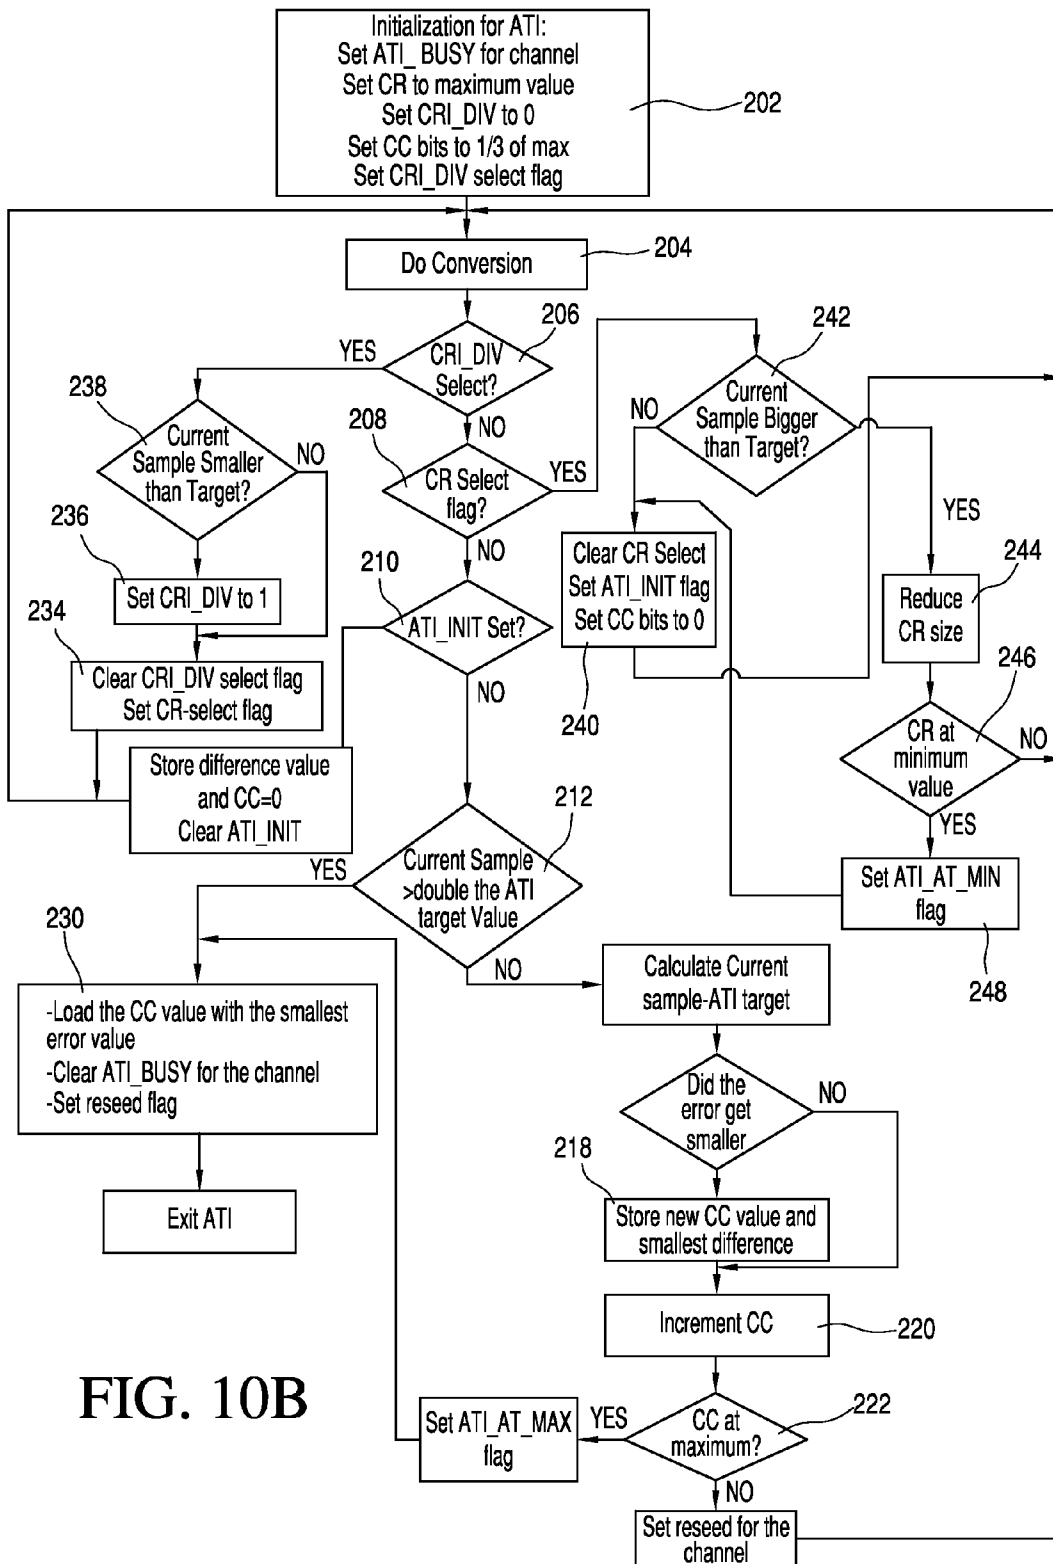 Initialization for ATI:
Set ATI_ BUSY for channel
Set CR to maximum value
Set CRI_DIV to 0
Set CC bits to 1/3 of max
Set CRI_DIV select flag
202
Do Conversion
204
CRI_DIV
Select?
206
YES
NO
238
Current
Sample Smaller
than Target?
NO
208
CR Select
flag?
YES
NO
242
Current
Sample Bigger
than Target?
NO
YES
236
Set CRI_DIV to 1
234
Clear CRI_DIV select flag
Set CR-select flag
210
ATI_INIT Set?
NO
Clear CR Select
Set ATI_INIT flag
Set CC bits to 0
240
244
Reduce
CR size
246
CR at
minimum
value
NO
YES
Store difference value
and CC=0
Clear ATI_INIT
212
Current Sample
>double the ATI
target Value
YES
NO
Set ATI_AT_MIN
flag
248
230
-Load the CC value with the smallest
error value
-Clear ATI_BUSY for the channel
-Set reseed flag
Exit ATI
Calculate Current
sample-ATI target
Did the
error get
smaller
NO
218
Store new CC value and
smallest difference
Increment CC
220
CC at
maximum?
222
YES
NO
Set ATI_AT_MAX
flag
Set reseed for the
channel
FIG. 10B